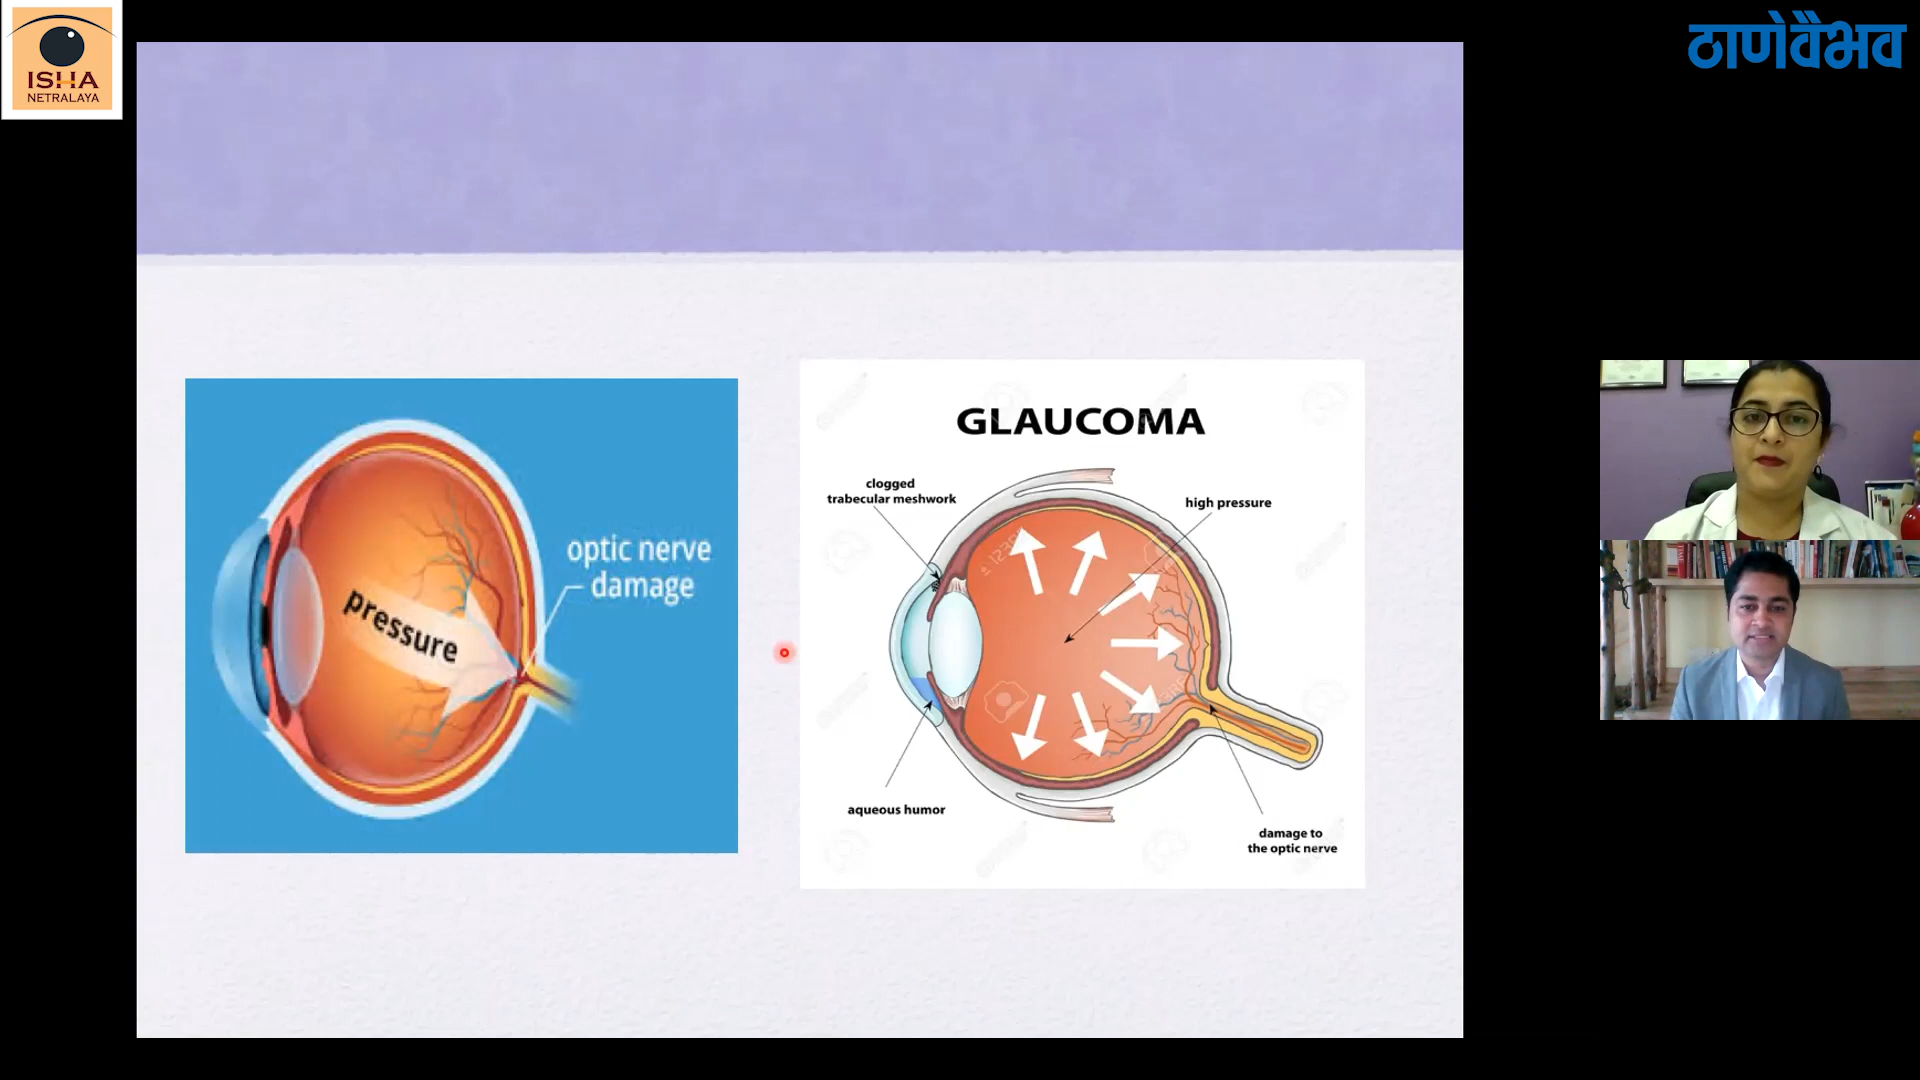 ISHA
NETRALAYA
ठाणेवैभव
pressure
optic nerve
damage
GLAUCOMA
clogged
trabecular meshwork
high pressure
aqueous humor
damage to
the optic nerve